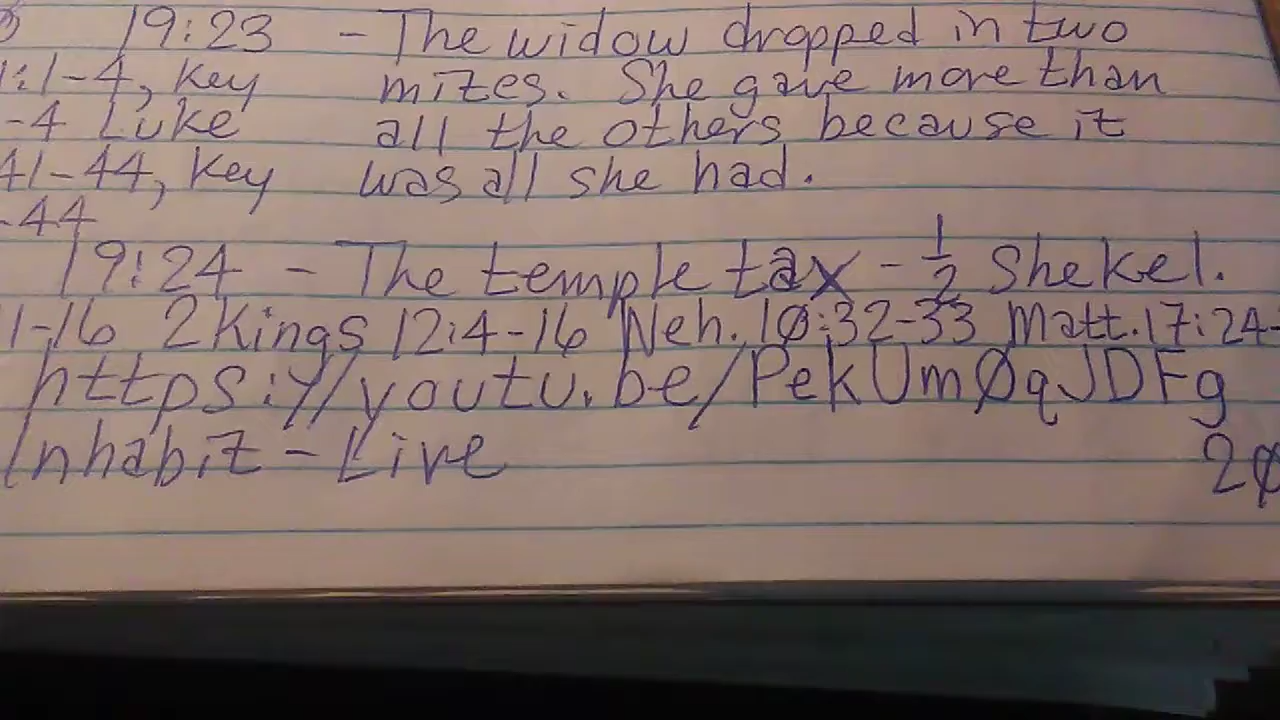 19:23 - The widow dropped in two
1:1-4, Key mites. She gave more than
-4 Luke all the others because it
41-44, Key was all she had.
-44
19:24 - The temple tax - 1/2 Shekel.
1-16 2 Kings 12:4-16 Neh. 10:32-33 Matt. 17:24-
https://youtu.be/PekUm0qJDFg
Inhabit - Live 20